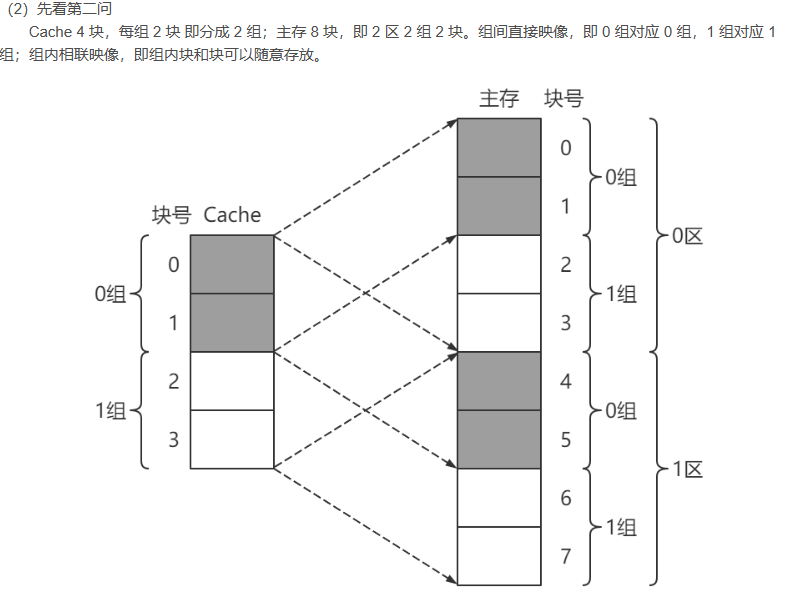 (2)先看第二问
Cache 4 块，每组 2 块 即分成 2 组；主存 8 块，即 2 区 2 组 2 块。组间直接映像，即 0 组对应 0 组，1 组对应 1
组；组内相联映像，即组内块和块可以随意存放。
主存 块号
0
0组
1
块号 Cache
0区
0
2
0组
1组
1
3
2
4
1组
0组
3
5
1区
6
1组
7